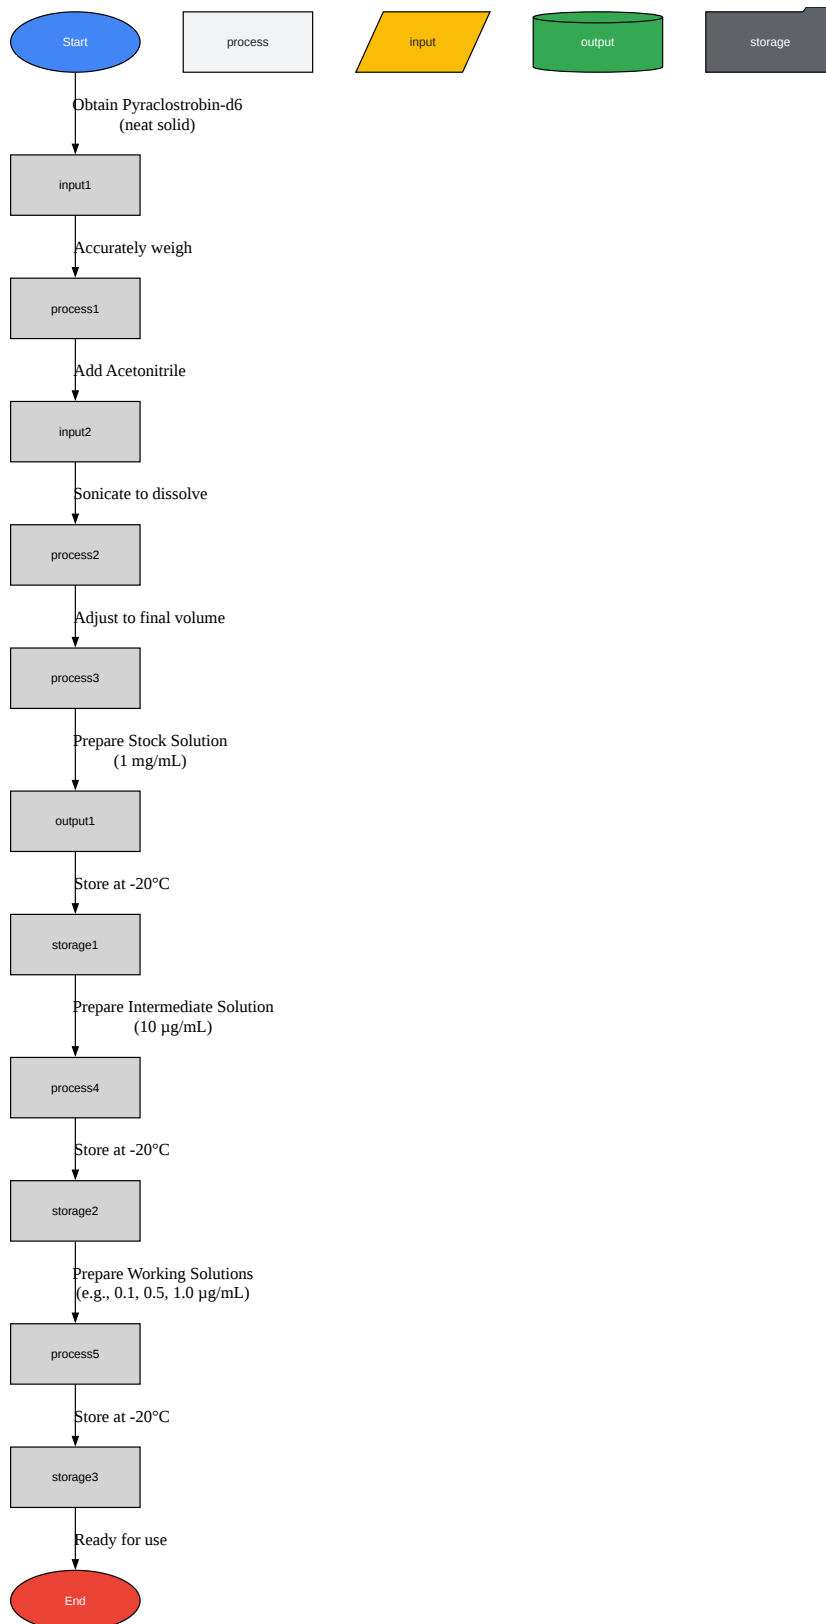 Start
process
input
output
storage
Obtain Pyraclostrobin-d6
(neat solid)
input1
Accurately weigh
process1
Add Acetonitrile
input2
Sonicate to dissolve
process2
Adjust to final volume
process3
Prepare Stock Solution
(1 mg/mL)
output1
Store at -20°C
storage1
Prepare Intermediate Solution
(10 µg/mL)
process4
Store at -20°C
storage2
Prepare Working Solutions
(e.g., 0.1, 0.5, 1.0 µg/mL)
process5
Store at -20°C
storage3
Ready for use
End